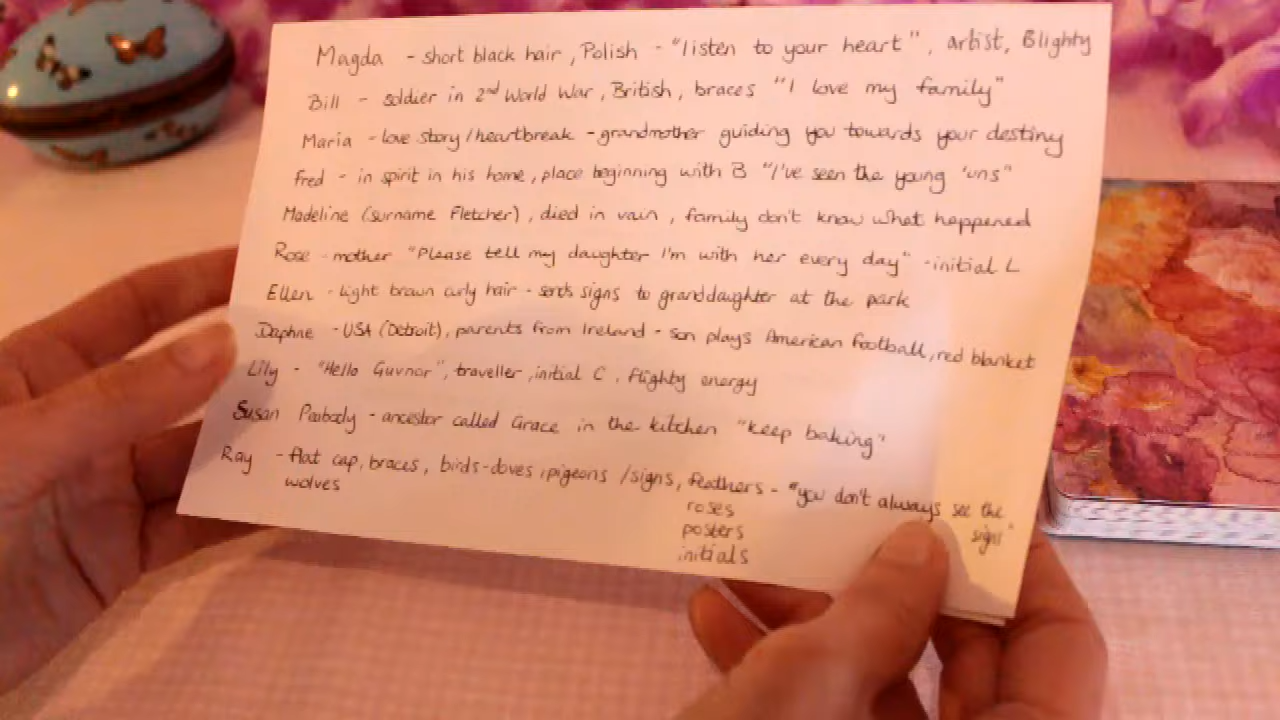 Magda - short black hair, Polish - "listen to your heart", artist, Blighty
Bill - soldier in 2nd World War, British, braces "I love my family"
Maria - love story/heartbreak - grandmother guiding you towards your destiny
Fred - in spirit in his home, place beginning with B "I've seen the young 'uns"
Madeline (surname Fletcher), died in vain, family don't know what happened
Rose - mother "Please tell my daughter I'm with her every day" - initial L
Ellen - light brown curly hair - sends signs to granddaughter at the park
Daphne - USA (Detroit), parents from Ireland - son plays American football, red blanket
Lily - "Hello Guvnor", traveller, initial C, flighty energy
Susan Peabody - ancestor called Grace in the kitchen "keep baking"
Ray - flat cap, braces, birds-doves, pigeons /signs, feathers - "you don't always see the
signs"
wolves
roses
posters
initials